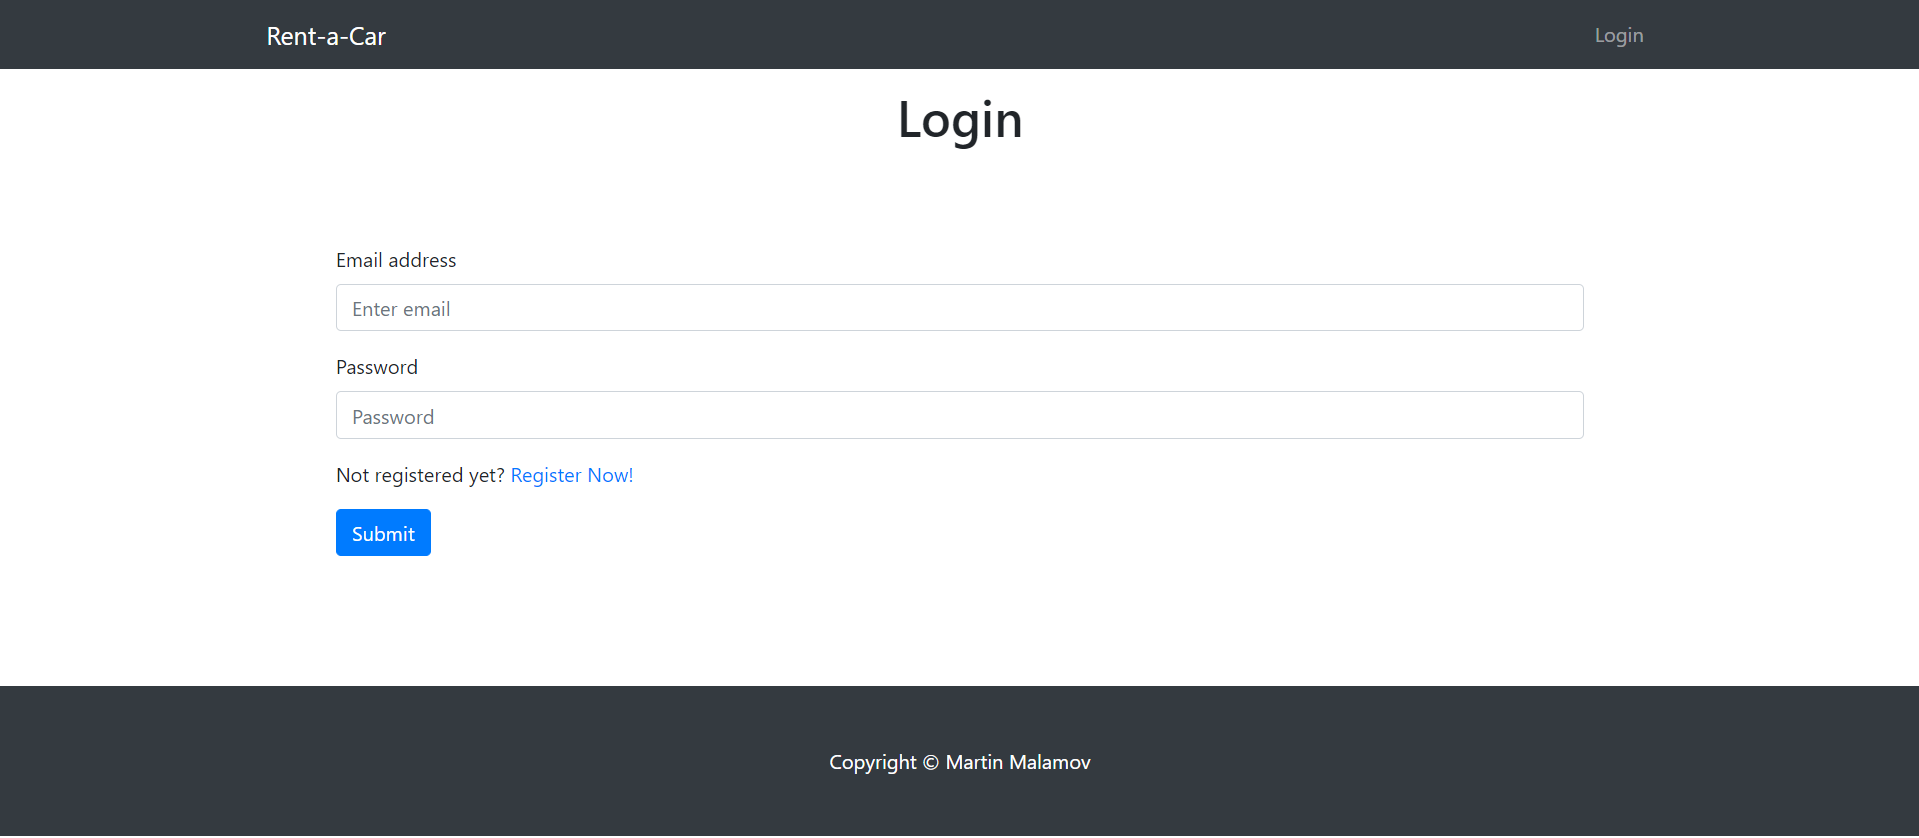 Rent-a-Car
Login
Login
Email address
Enter email
Password
Password
Not registered yet? Register Now!
Submit
Copyright © Martin Malamov